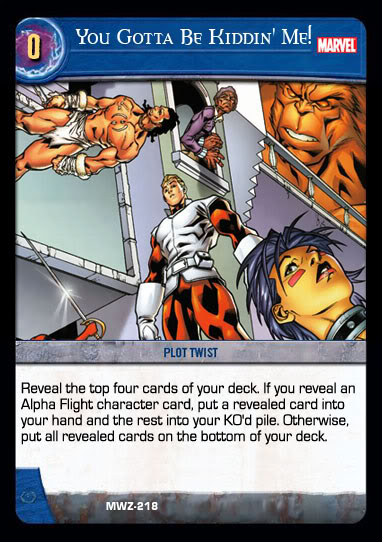 0
You Gotta Be Kiddin' Me!
MARVEL
PLOT TWIST
Reveal the top four cards of your deck. If you reveal an
Alpha Flight character card, put a revealed card into
your hand and the rest into your KO'd pile. Otherwise,
put all revealed cards on the bottom of your deck.
MWZ-218